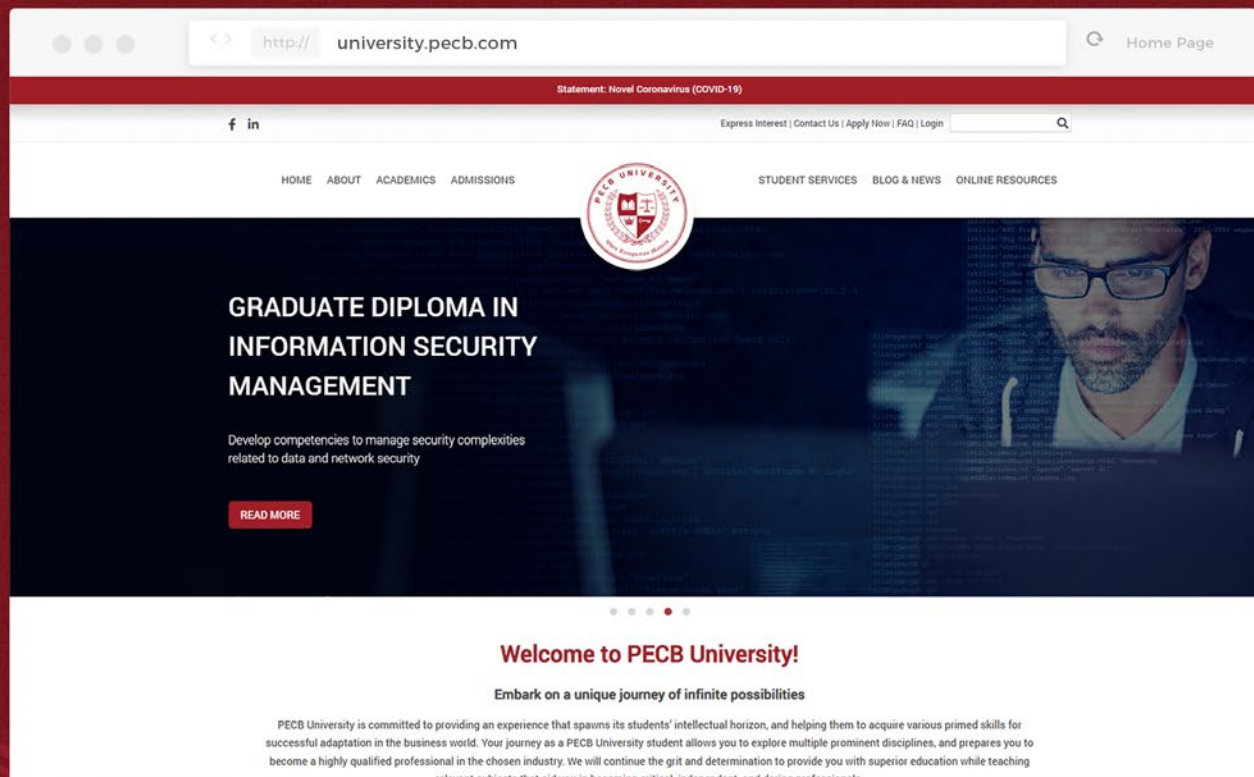 http:// university.pecb.com Home Page
Statement: Novel Coronavirus (COVID-19)
f in
Express Interest | Contact Us | Apply Now | FAQ | Login
HOME ABOUT ACADEMICS ADMISSIONS
PECB UNIVERSITY
STUDENT SERVICES BLOG & NEWS ONLINE RESOURCES
GRADUATE DIPLOMA IN
INFORMATION SECURITY
MANAGEMENT
Develop competencies to manage security complexities
related to data and network security
READ MORE
Welcome to PECB University!
Embark on a unique journey of infinite possibilities
PECB University is committed to providing an experience that spawns its students' intellectual horizon, and helping them to acquire various primed skills for
successful adaptation in the business world. Your journey as a PECB University student allows you to explore multiple prominent disciplines, and prepares you to
become a highly qualified professional in the chosen industry. We will continue the grit and determination to provide you with superior education while teaching